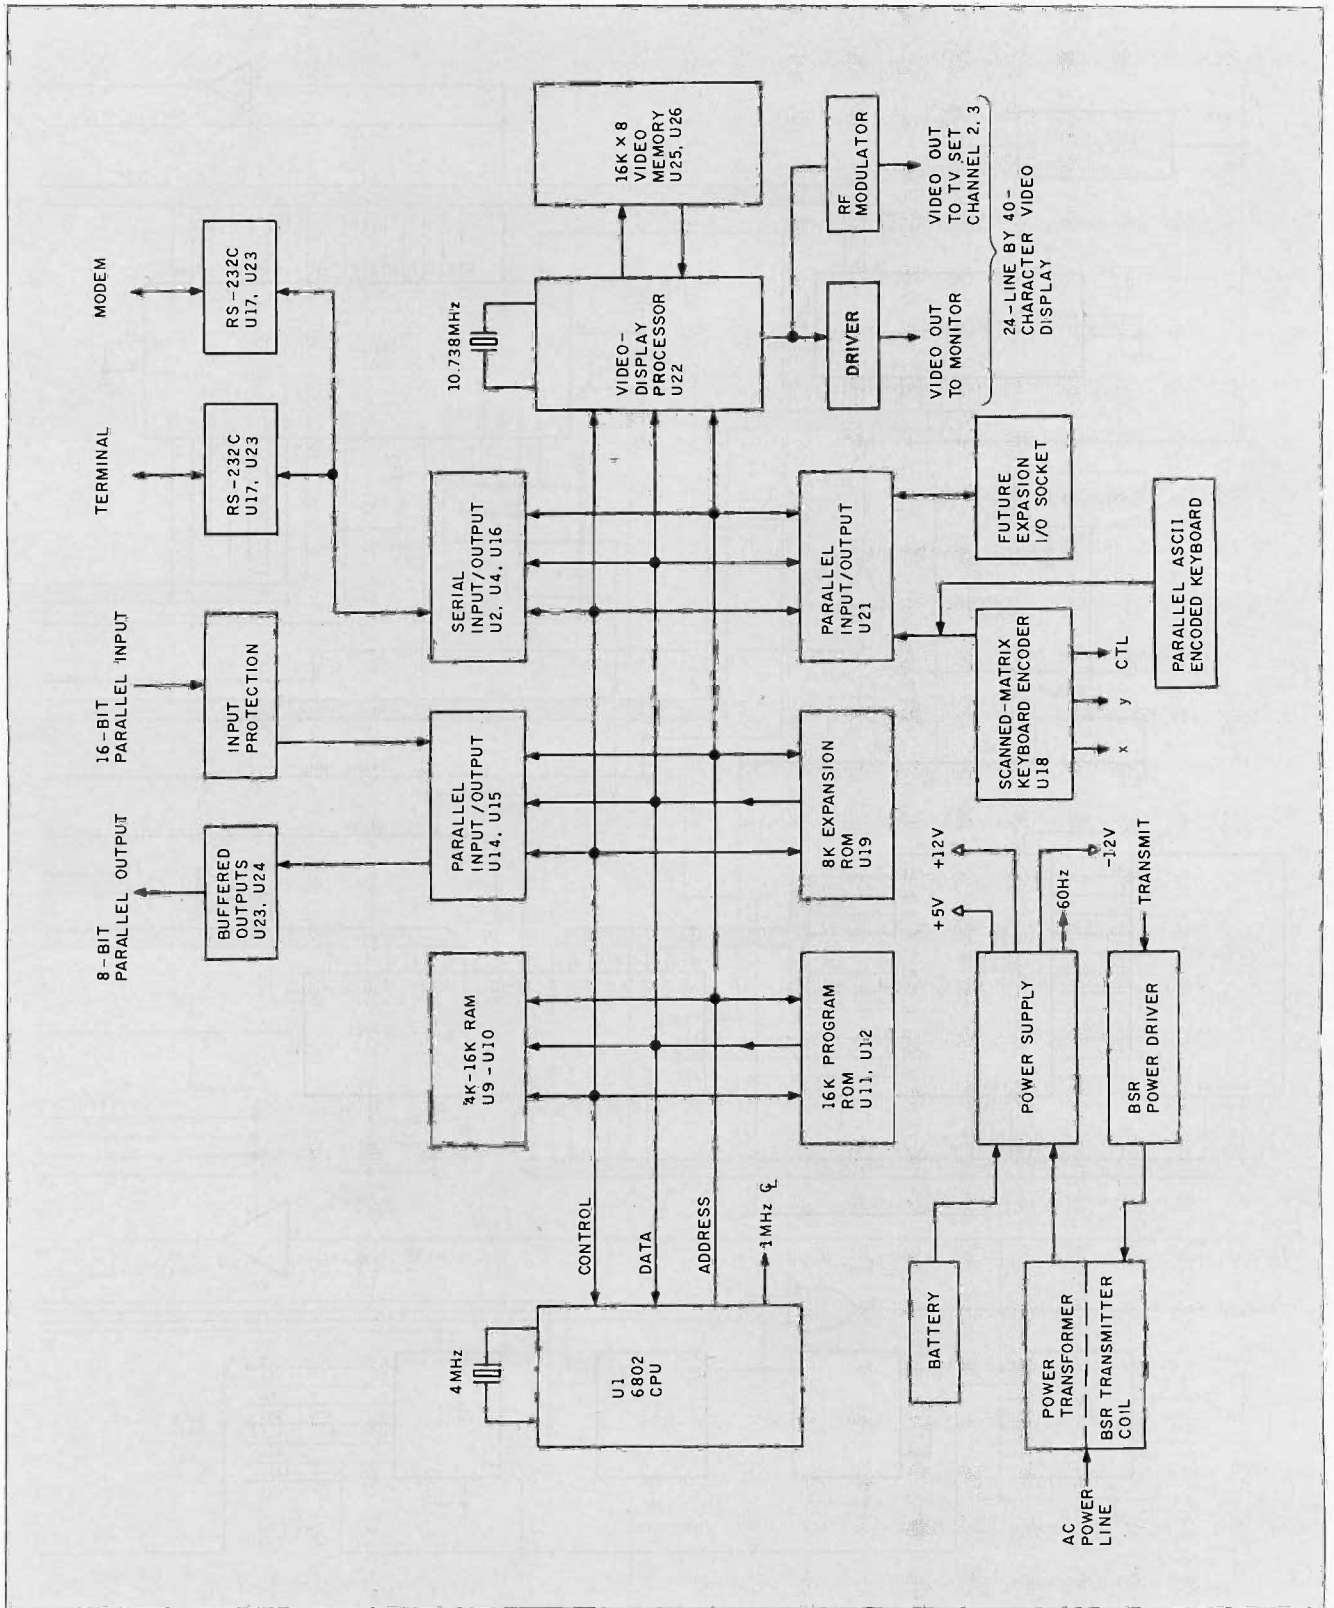 MODEM
TERMINAL
16-BIT
PARALLEL INPUT
8-BIT
PARALLEL OUTPUT
RS-232C
U17, U23
RS-232C
U17, U23
INPUT
PROTECTION
BUFFERED
OUTPUTS
U23, U24
4K-16K RAM
U9-U10
PARALLEL
INPUT/OUTPUT
U14, U15
SERIAL
INPUT/OUTPUT
U2, U4, U16
10.738MHz
VIDEO-
DISPLAY
PROCESSOR
U22
16K × 8
VIDEO
MEMORY
U25, U26
4MHz
U1
6802
CPU
CONTROL
DATA
ADDRESS
1MHz CL
16K PROGRAM
ROM
U11, U12
8K EXPANSION
ROM
U19
PARALLEL
INPUT/OUTPUT
U21
DRIVER
RF
MODULATOR
VIDEO OUT
TO MONITOR
VIDEO OUT
TO TV SET
CHANNEL 2, 3
24-LINE BY 40-
CHARACTER VIDEO
DISPLAY
FUTURE
EXPASION
I/O SOCKET
SCANNED-MATRIX
KEYBOARD ENCODER
U18
x
y
CTL
PARALLEL ASCII
ENCODED KEYBOARD
BATTERY
POWER
TRANSFORMER
BSR TRANSMITTER
COIL
AC
POWER
LINE
POWER SUPPLY
+5V
+12V
-12V
60Hz
BSR
POWER DRIVER
TRANSMIT